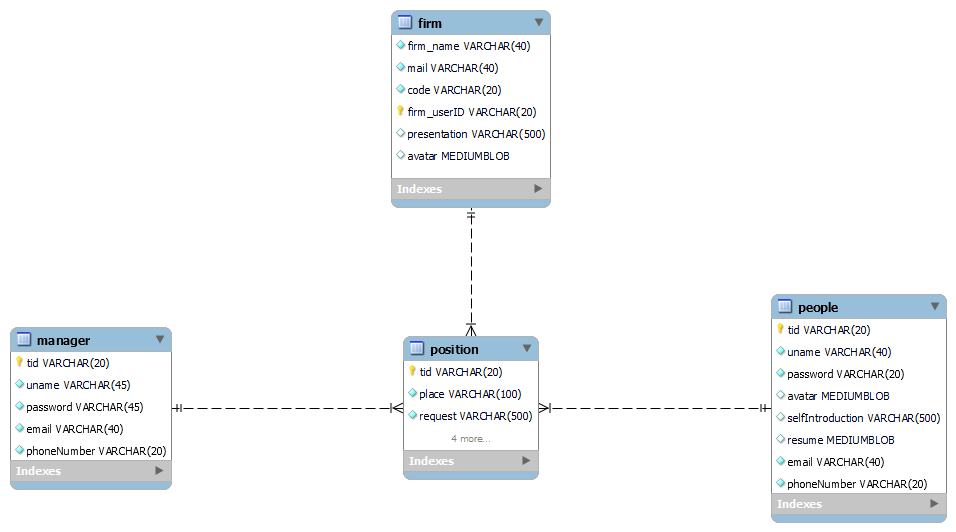 firm
firm_name VARCHAR(40)
mail VARCHAR(40)
code VARCHAR(20)
firm_userID VARCHAR(20)
presentation VARCHAR(500)
avatar MEDIUMBLOB
Indexes
manager
tid VARCHAR(20)
uname VARCHAR(45)
password VARCHAR(45)
email VARCHAR(40)
phoneNumber VARCHAR(20)
Indexes
position
tid VARCHAR(20)
place VARCHAR(100)
request VARCHAR(500)
4 more...
Indexes
people
tid VARCHAR(20)
uname VARCHAR(40)
password VARCHAR(20)
avatar MEDIUMBLOB
selfIntroduction VARCHAR(500)
resume MEDIUMBLOB
email VARCHAR(40)
phoneNumber VARCHAR(20)
Indexes